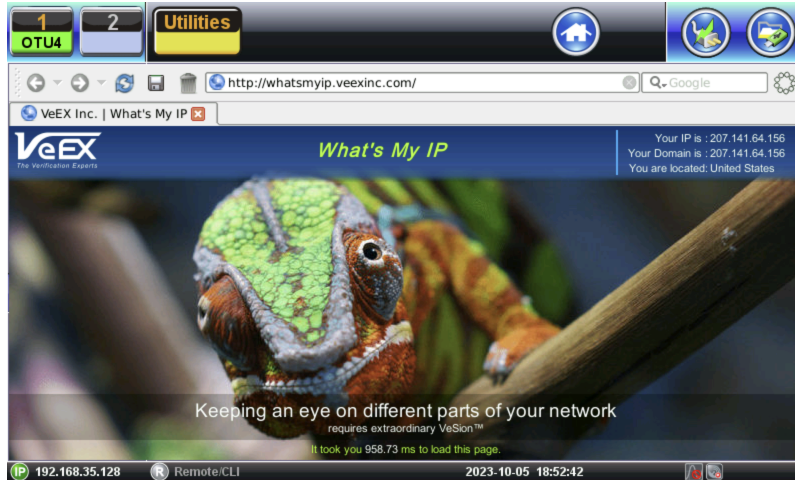 1
OTU4
2
Utilities
http://whatsmyip.veexinc.com/
Google
VeEX Inc. | What's My IP
VeEX
The Verification Experts
What's My IP
Your IP is : 207.141.64.156
Your Domain is : 207.141.64.156
You are located: United States
Keeping an eye on different parts of your network
requires extraordinary VeSion™
It took you 958.73 ms to load this page.
IP 192.168.35.128
R Remote/CLI
2023-10-05 18:52:42